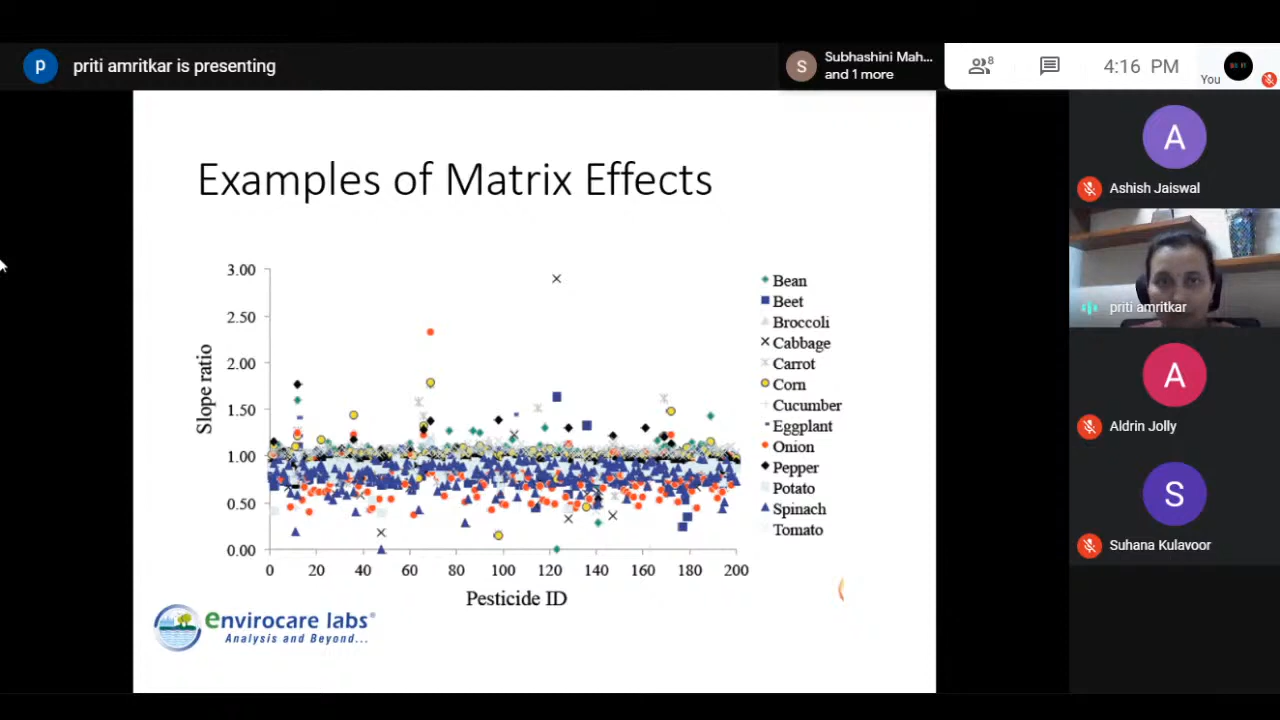 p
priti amritkar is presenting
S
Subhashini Mah...
and 1 more
8
4:16 PM
You
A
Ashish Jaiswal
priti amritkar
A
Aldrin Jolly
S
Suhana Kulavoor
Examples of Matrix Effects
Slope ratio
3.00
2.50
2.00
1.50
1.00
0.50
0.00
0 20 40 60 80 100 120 140 160 180 200
Pesticide ID
Bean
Beet
Broccoli
Cabbage
Carrot
Corn
Cucumber
Eggplant
Onion
Pepper
Potato
Spinach
Tomato
envirocare labs®
Analysis and Beyond...